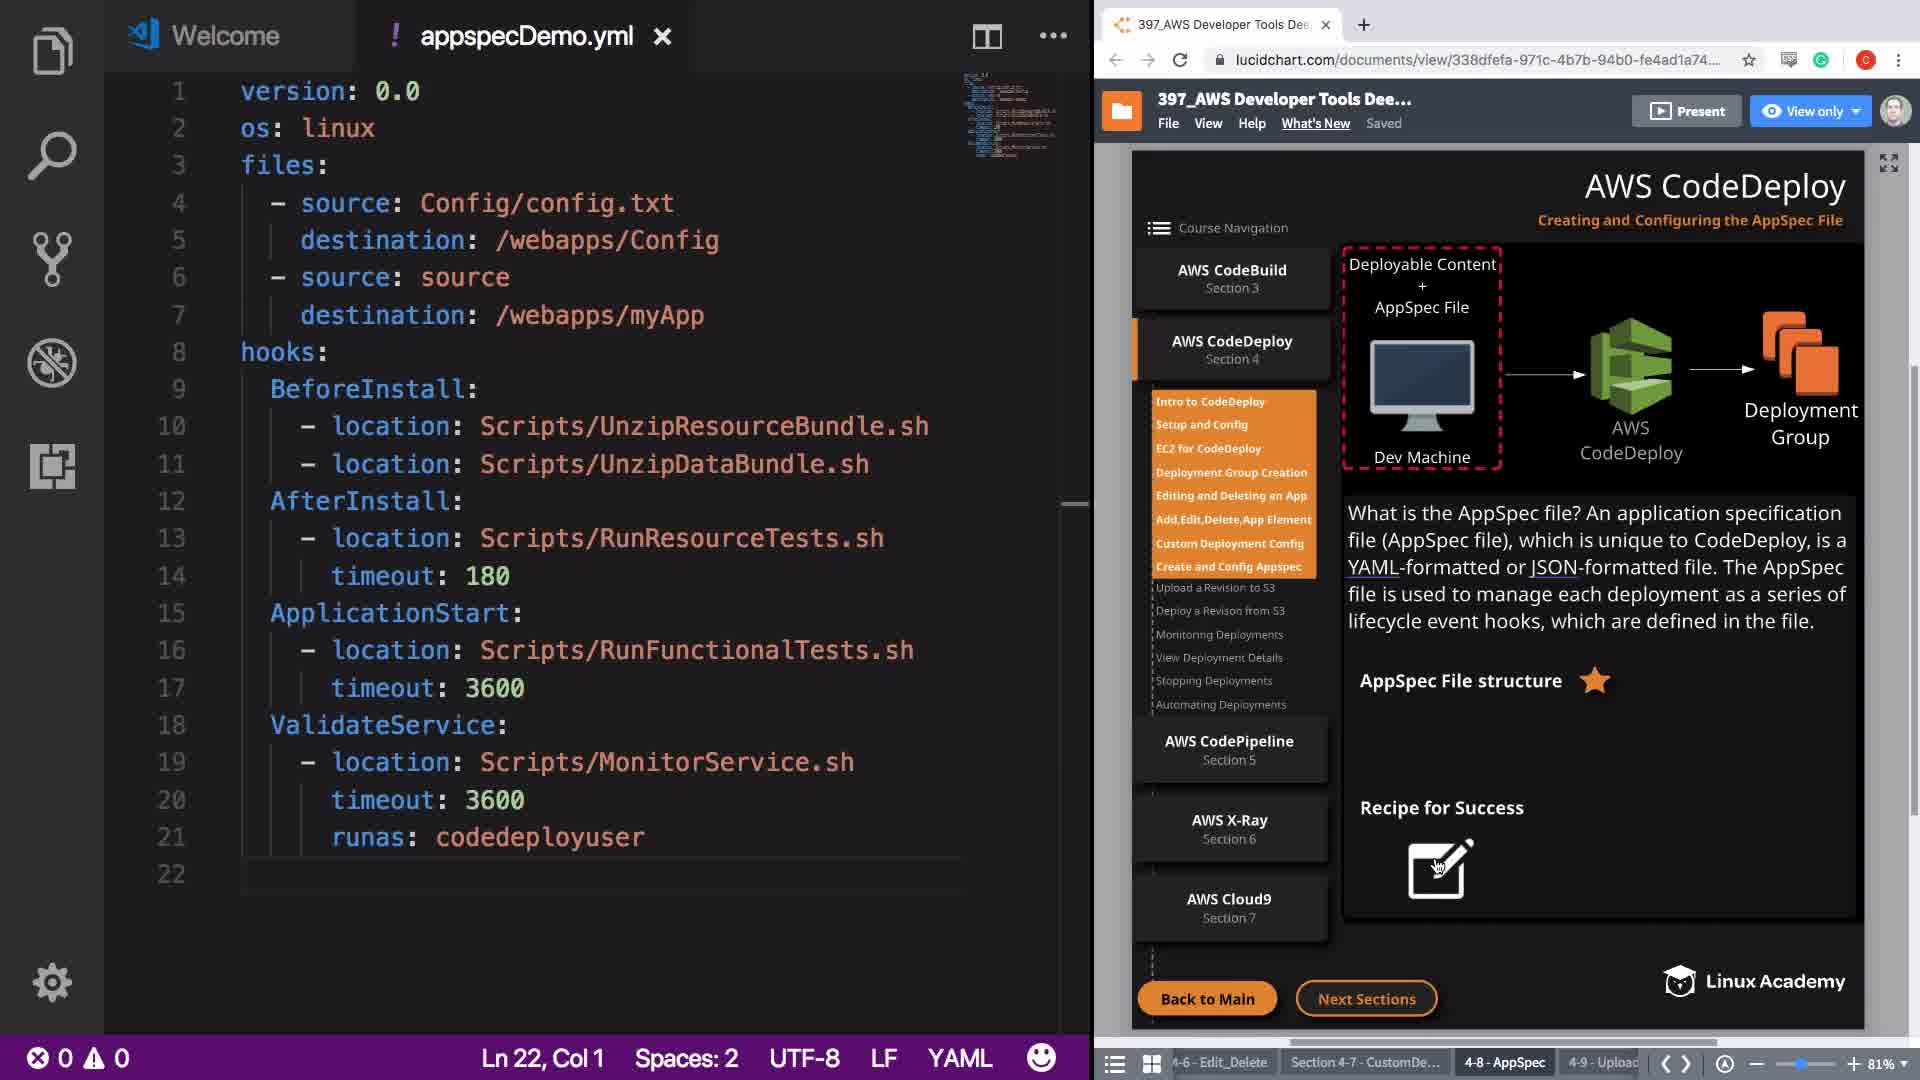 Welcome
! appspecDemo.yml
1 version: 0.0
2 os: linux
3 files:
4 - source: Config/config.txt
5 destination: /webapps/Config
6 - source: source
7 destination: /webapps/myApp
8 hooks:
9 BeforeInstall:
10 - location: Scripts/UnzipResourceBundle.sh
11 - location: Scripts/UnzipDataBundle.sh
12 AfterInstall:
13 - location: Scripts/RunResourceTests.sh
14 timeout: 180
15 ApplicationStart:
16 - location: Scripts/RunFunctionalTests.sh
17 timeout: 3600
18 ValidateService:
19 - location: Scripts/MonitorService.sh
20 timeout: 3600
21 runas: codedeployuser
22
0 0 Ln 22, Col 1 Spaces: 2 UTF-8 LF YAML
397_AWS Developer Tools Dee
lucidchart.com/documents/view/338dfefa-971c-4b7b-94b0-fe4ad1a74...
C
397_AWS Developer Tools Dee...
File View Help What's New Saved
Present
View only
AWS CodeDeploy
Creating and Configuring the AppSpec File
Course Navigation
AWS CodeBuild
Section 3
AWS CodeDeploy
Section 4
Intro to CodeDeploy
Setup and Config
EC2 for CodeDeploy
Deployment Group Creation
Editing and Deleting an App
Add,Edit,Delete,App Element
Custom Deployment Config
Create and Config Appspec
Upload a Revision to S3
Deploy a Revison from S3
Monitoring Deployments
View Deployment Details
Stopping Deployments
Automating Deployments
AWS CodePipeline
Section 5
AWS X-Ray
Section 6
AWS Cloud9
Section 7
Back to Main
Next Sections
Deployable Content
+
AppSpec File
Dev Machine
AWS
CodeDeploy
Deployment
Group
What is the AppSpec file? An application specification
file (AppSpec file), which is unique to CodeDeploy, is a
YAML-formatted or JSON-formatted file. The AppSpec
file is used to manage each deployment as a series of
lifecycle event hooks, which are defined in the file.
AppSpec File structure
Recipe for Success
Linux Academy
4-6 - Edit_Delete
Section 4-7 - CustomDe...
4-8 - AppSpec
4-9 - Uploac
81%